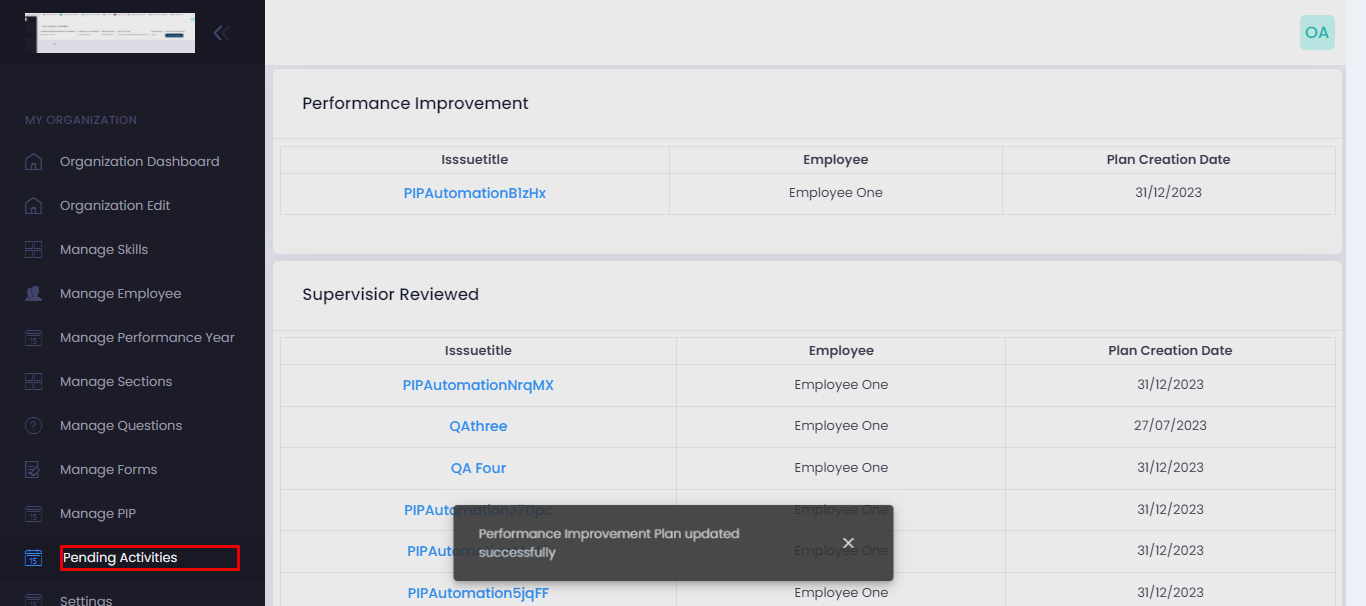 OA
MY ORGANIZATION
Organization Dashboard
Organization Edit
Manage Skills
Manage Employee
Manage Performance Year
Manage Sections
Manage Questions
Manage Forms
Manage PIP
Pending Activities
Settings
Performance Improvement
Isssuetitle Employee Plan Creation Date
PIPAutomationB1zHx Employee One 31/12/2023
Supervisior Reviewed
Isssuetitle Employee Plan Creation Date
PIPAutomationNrqMX Employee One 31/12/2023
QAthree Employee One 27/07/2023
QA Four Employee One 31/12/2023
PIPAutomationJ7Dpc Employee One 31/12/2023
Employee One 31/12/2023
PIPAutomation5jqFF Employee One 31/12/2023
Performance Improvement Plan updated
successfully